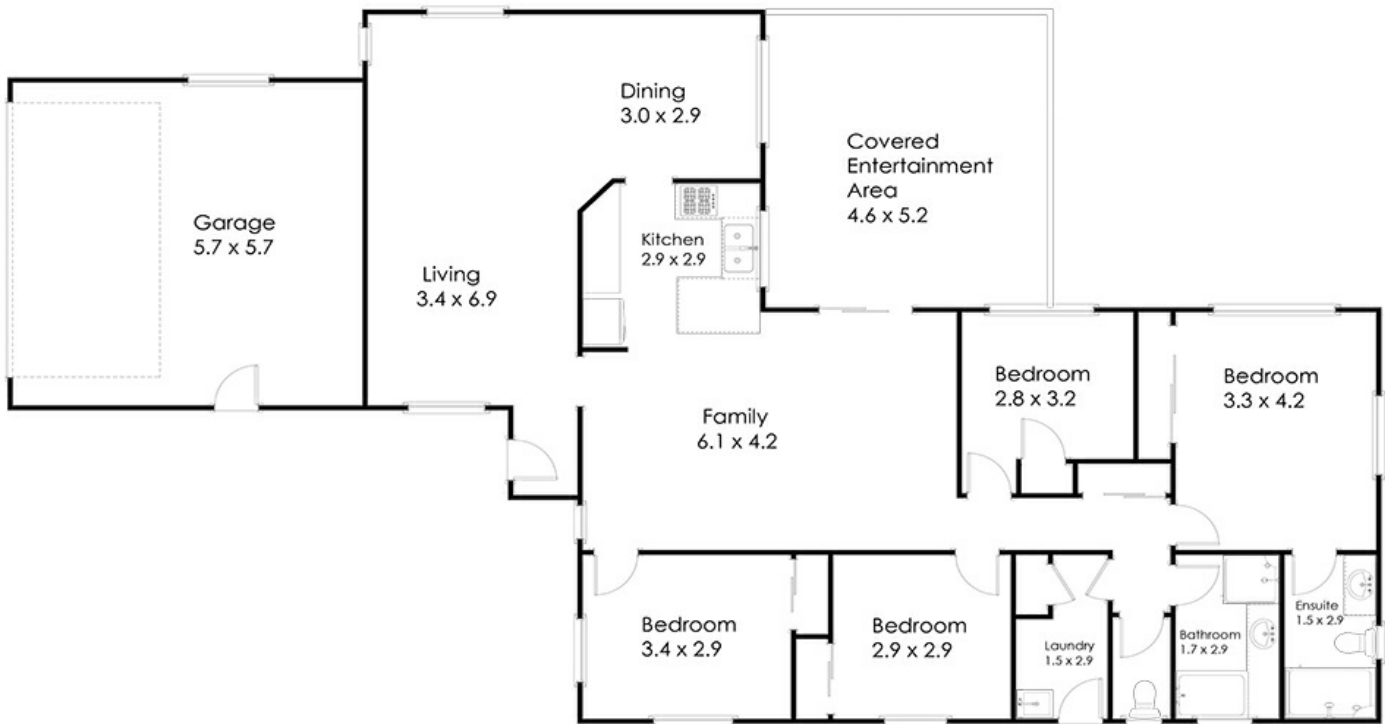 Dining
3.0 x 2.9
Covered
Entertainment
Area
4.6 x 5.2
Garage
5.7 x 5.7
Kitchen
2.9 x 2.9
Living
3.4 x 6.9
Bedroom
2.8 x 3.2
Bedroom
3.3 x 4.2
Family
6.1 x 4.2
Bedroom
3.4 x 2.9
Bedroom
2.9 x 2.9
Laundry
1.5 x 2.9
Bathroom
1.7 x 2.9
Ensuite
1.5 x 2.9